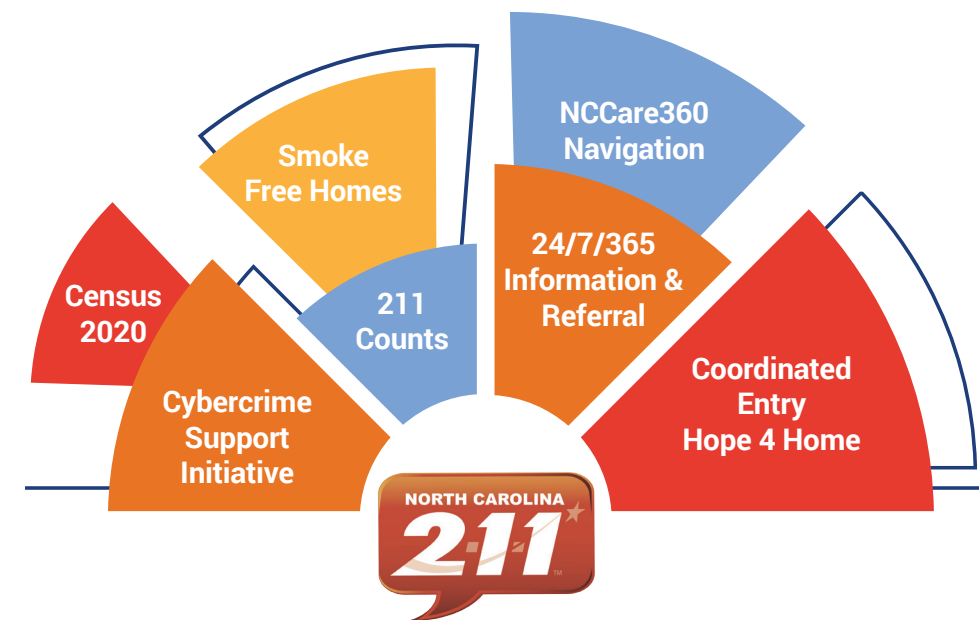 NCCare360
Navigation
Smoke
Free Homes
24/7/365
Information &
Referral
Census
2020
211
Counts
Coordinated
Entry
Hope 4 Home
Cybercrime
Support
Initiative
NORTH CAROLINA
2-1-1
TM